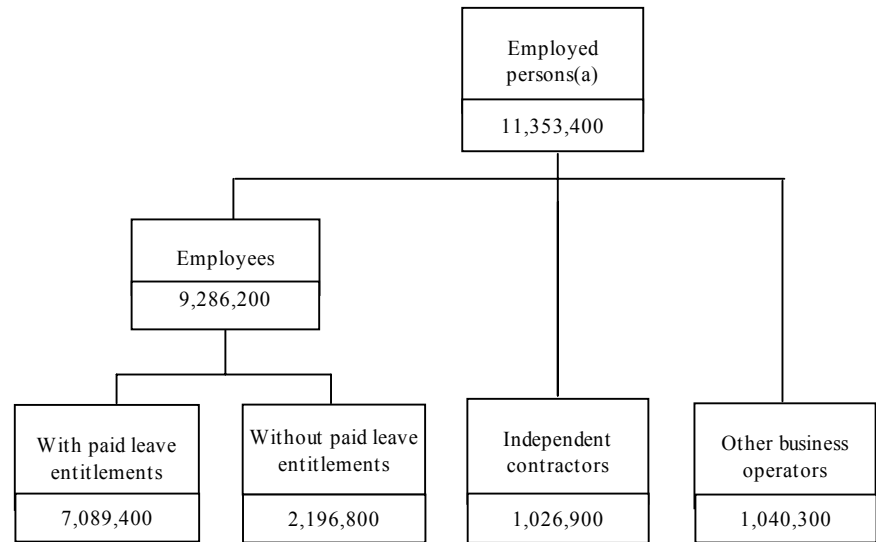 Employed
persons(a)
11,353,400
Employees
9,286,200
With paid leave
entitlements
7,089,400
Without paid leave
entitlements
2,196,800
Independent
contractors
1,026,900
Other business
operators
1,040,300